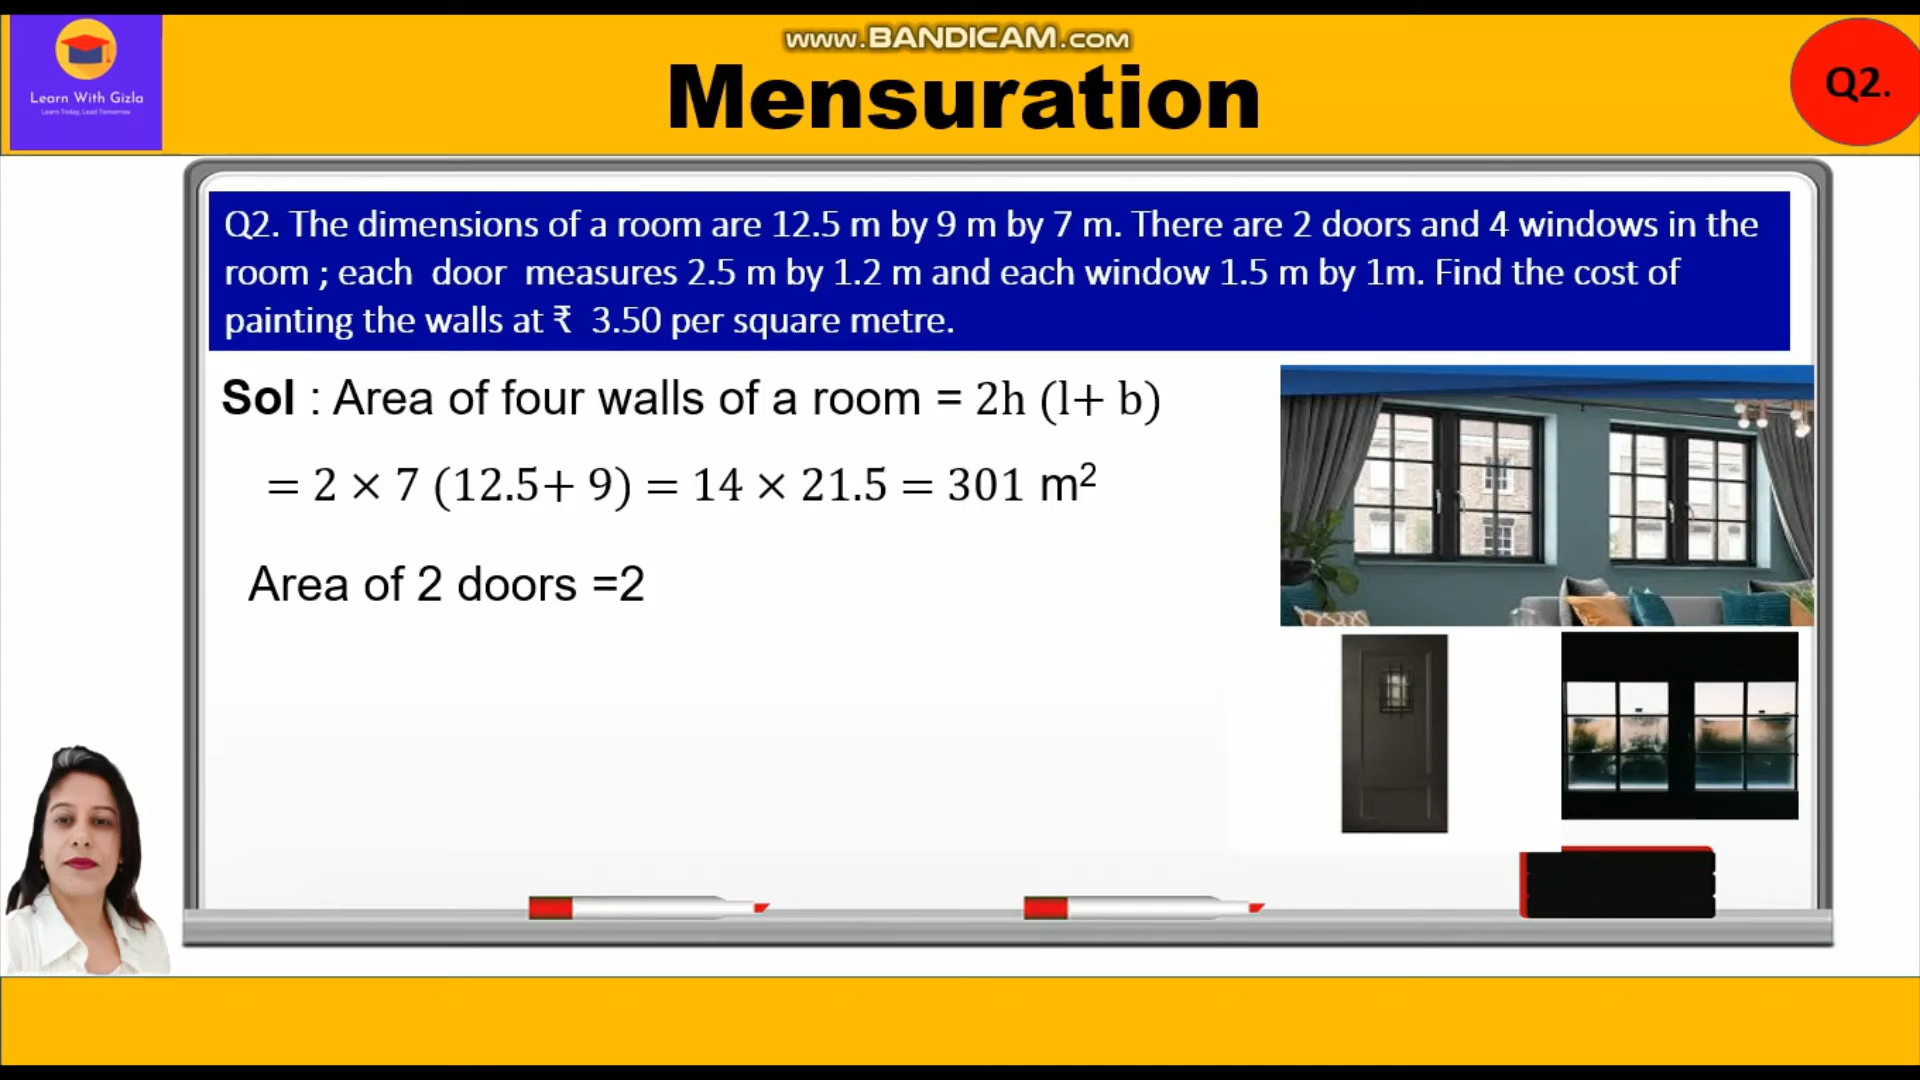 www.BANDICAM.com
Learn With Gizla
Learn Today, Lead Tomorrow
Mensuration
Q2.
Q2. The dimensions of a room are 12.5 m by 9 m by 7 m. There are 2 doors and 4 windows in the
room ; each door measures 2.5 m by 1.2 m and each window 1.5 m by 1m. Find the cost of
painting the walls at ₹ 3.50 per square metre.
Sol : Area of four walls of a room = 2h (l+ b)
= 2 × 7 (12.5+ 9) = 14 × 21.5 = 301 m²
Area of 2 doors =2